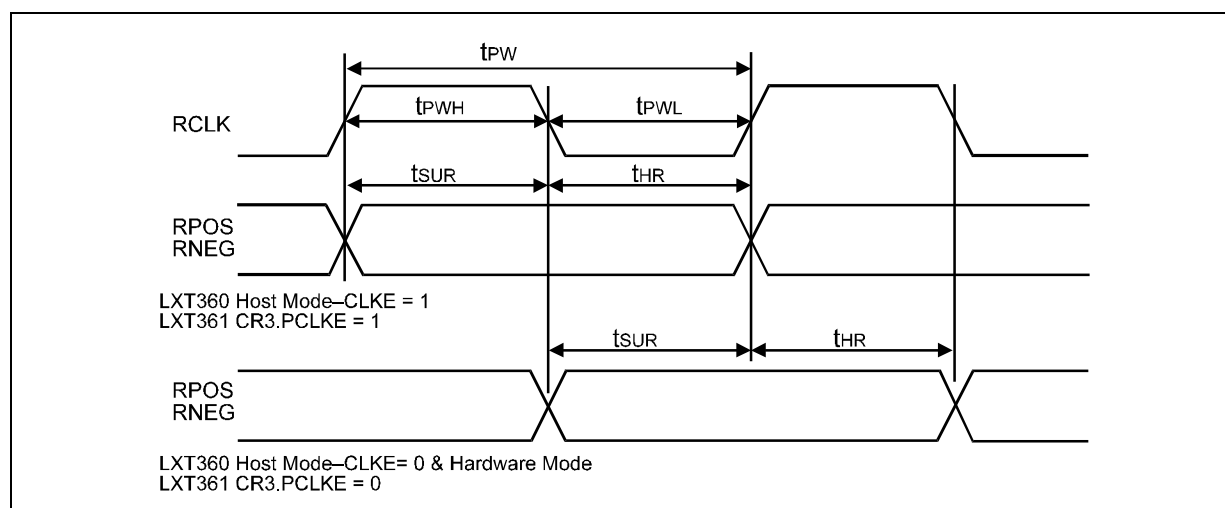 tPW
tPWH
tPWL
RCLK
tSUR
tHR
RPOS
RNEG
LXT360 Host Mode–CLKE = 1
LXT361 CR3.PCLKE = 1
tSUR
tHR
RPOS
RNEG
LXT360 Host Mode–CLKE= 0 & Hardware Mode
LXT361 CR3.PCLKE = 0